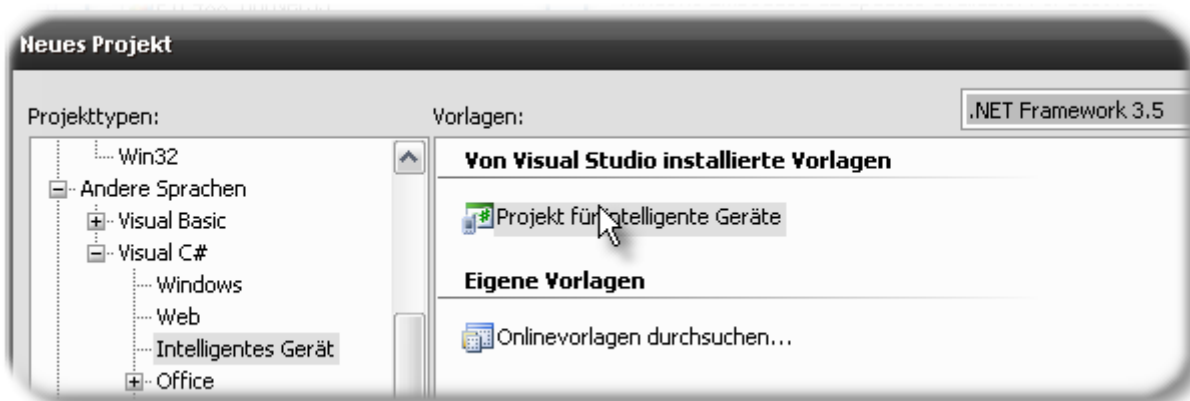 Neues Projekt
Projekttypen:
Vorlagen:
.NET Framework 3.5
Win32
Andere Sprachen
Visual Basic
Visual C#
Windows
Web
Intelligentes Gerät
Office
Von Visual Studio installierte Vorlagen
Projekt für intelligente Geräte
Eigene Vorlagen
Onlinevorlagen durchsuchen...